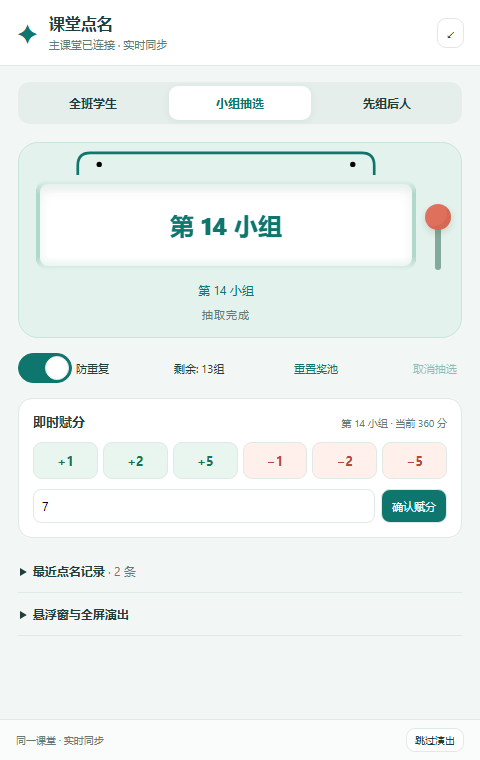 课堂点名
主课堂已连接 · 实时同步
全班学生 小组抽选 先组后人
第 14 小组
第 14 小组
抽取完成
防重复 剩余: 13组 重置奖池 取消抽选
即时赋分 第 14 小组 · 当前 360 分
+1 +2 +5 −1 −2 −5
7 确认赋分
最近点名记录 · 2 条
悬浮窗与全屏演出
同一课堂 · 实时同步 跳过演出